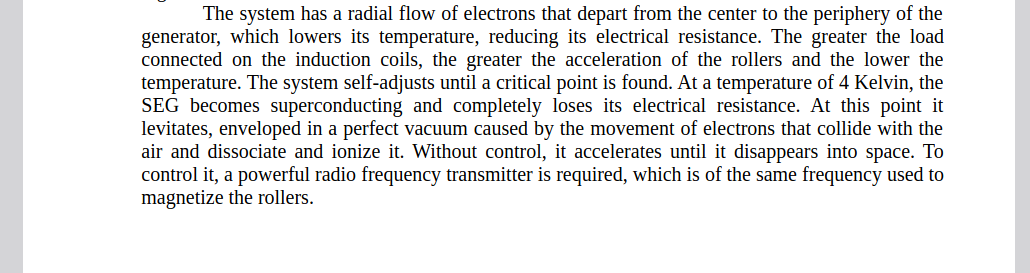 The system has a radial flow of electrons that depart from the center to the periphery of the
generator, which lowers its temperature, reducing its electrical resistance. The greater the load
connected on the induction coils, the greater the acceleration of the rollers and the lower the
temperature. The system self-adjusts until a critical point is found. At a temperature of 4 Kelvin, the
SEG becomes superconducting and completely loses its electrical resistance. At this point it
levitates, enveloped in a perfect vacuum caused by the movement of electrons that collide with the
air and dissociate and ionize it. Without control, it accelerates until it disappears into space. To
control it, a powerful radio frequency transmitter is required, which is of the same frequency used to
magnetize the rollers.